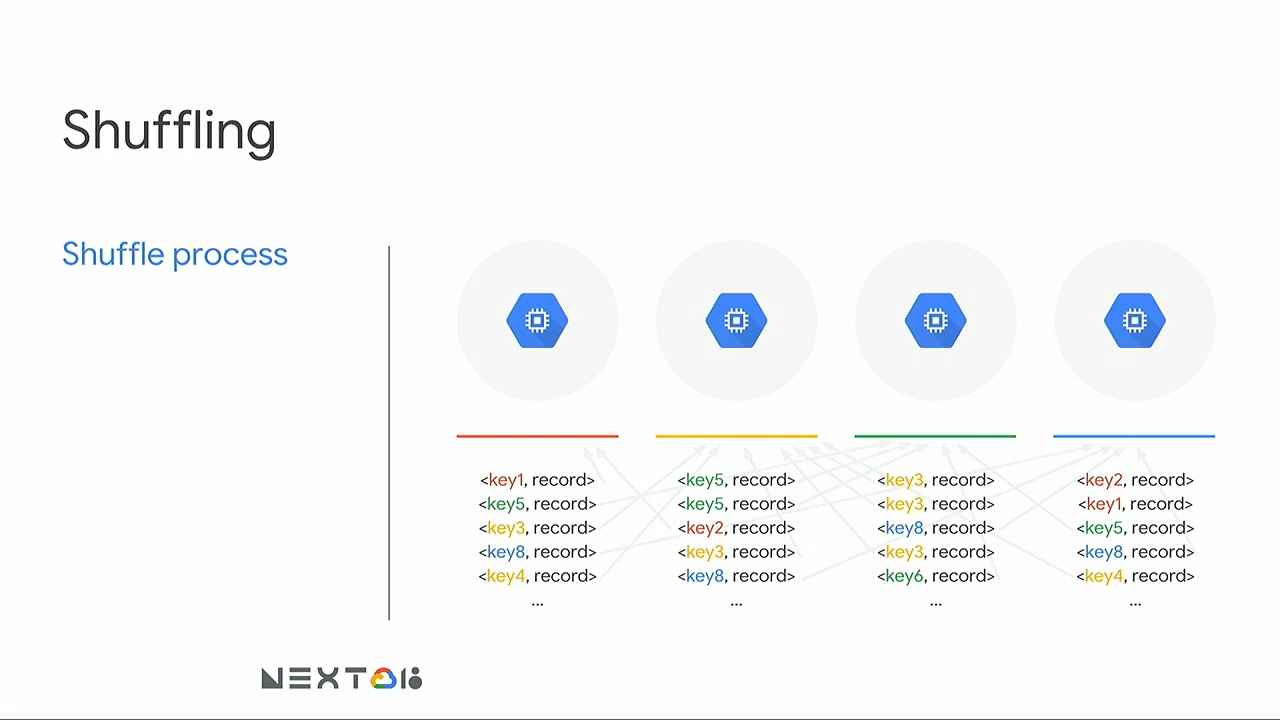 Shuffling
Shuffle process
<key1, record>
<key5, record>
<key3, record>
<key8, record>
<key4, record>
...
<key5, record>
<key5, record>
<key2, record>
<key3, record>
<key8, record>
...
<key3, record>
<key3, record>
<key8, record>
<key3, record>
<key6, record>
...
<key2, record>
<key1, record>
<key5, record>
<key8, record>
<key4, record>
...
NEXT 18